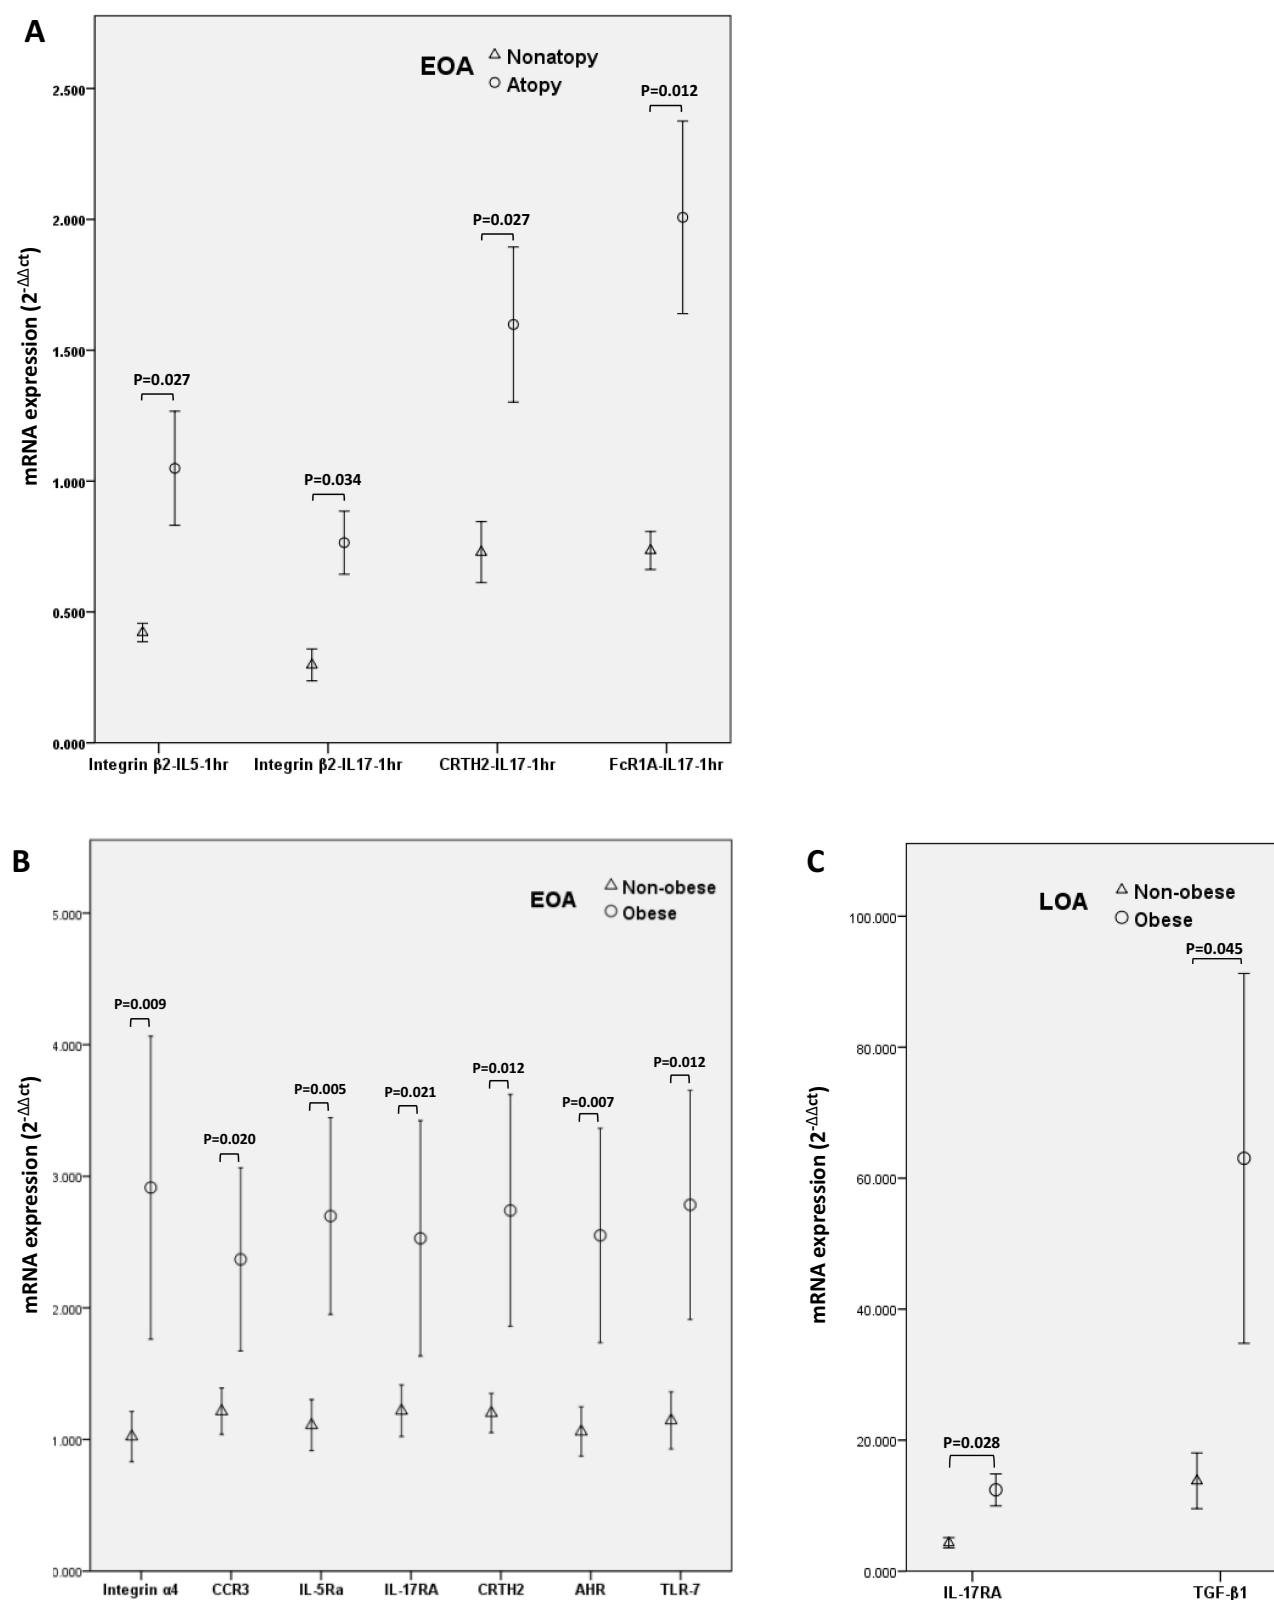 A
EOA
Nonatopy
Atopy
P=0.012
2.500
P=0.027
2.000
mRNA expression (2-ΔΔct)
1.500
P=0.027
P=0.034
1.000
0.500
0.000
Integrin β2-IL5-1hr Integrin β2-IL17-1hr CRTH2-IL17-1hr FcR1A-IL17-1hr
B
EOA
Non-obese
Obese
5.000
P=0.009
4.000
P=0.020
P=0.005
P=0.021
P=0.012
P=0.007
P=0.012
mRNA expression (2-ΔΔct)
3.000
2.000
1.000
0.000
Integrin α4 CCR3 IL-5Ra IL-17RA CRTH2 AHR TLR-7
C
LOA
Non-obese
Obese
100.000
P=0.045
80.000
mRNA expression (2-ΔΔct)
60.000
40.000
20.000
P=0.028
0.000
IL-17RA TGF-β1